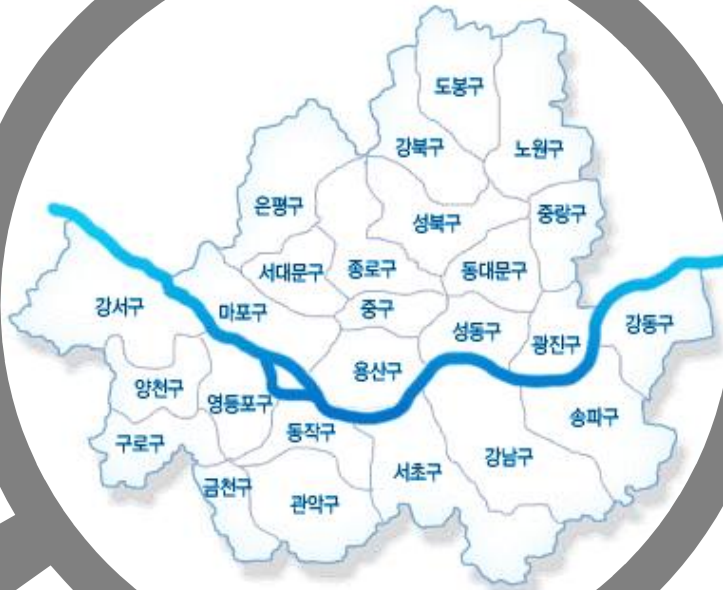 도봉구
강북구
노원구
은평구
성북구
중랑구
서대문구
종로구
동대문구
강서구
마포구
중구
성동구
광진구
강동구
양천구
영등포구
용산구
구로구
동작구
송파구
금천구
관악구
서초구
강남구